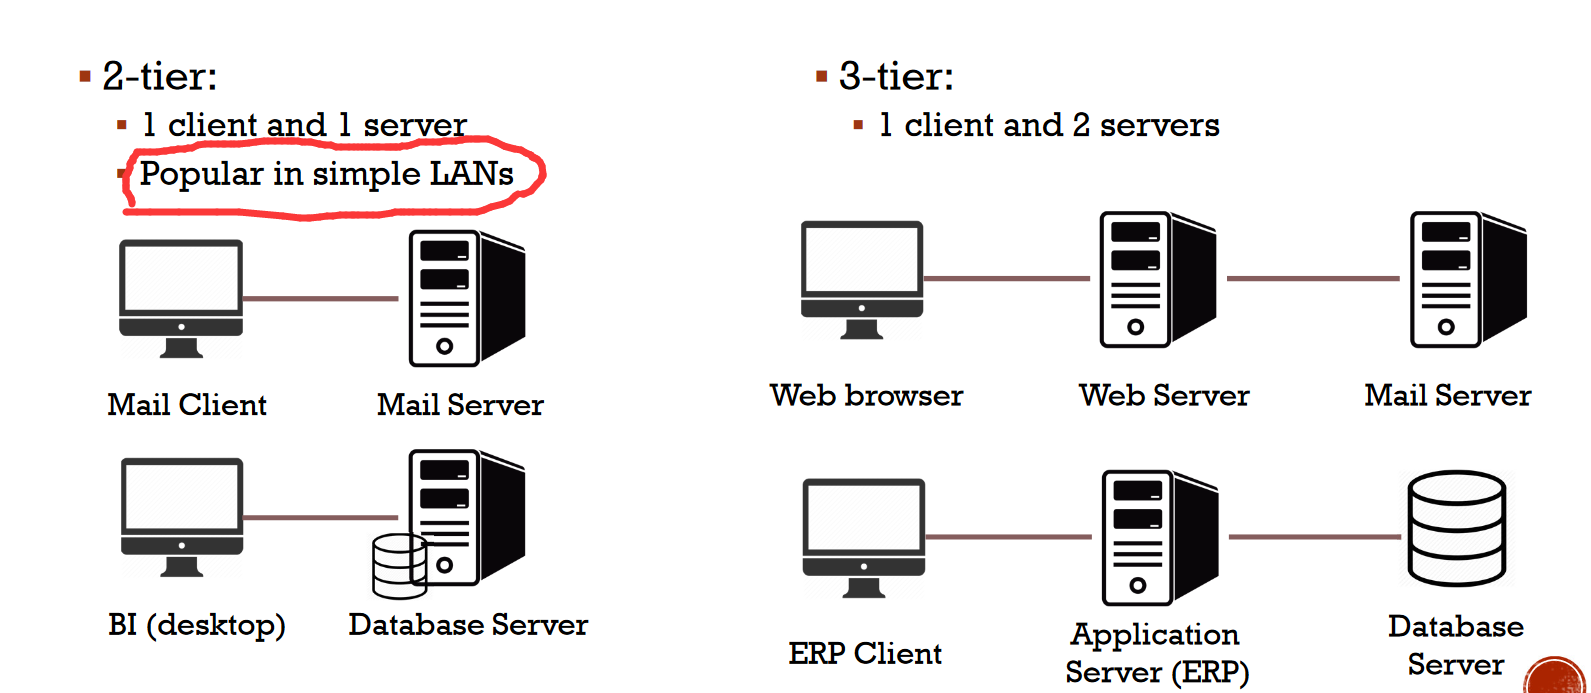 2-tier:
1 client and 1 server
Popular in simple LANs
Mail Client
Mail Server
BI (desktop)
Database Server
3-tier:
1 client and 2 servers
Web browser
Web Server
Mail Server
ERP Client
Application
Server (ERP)
Database
Server